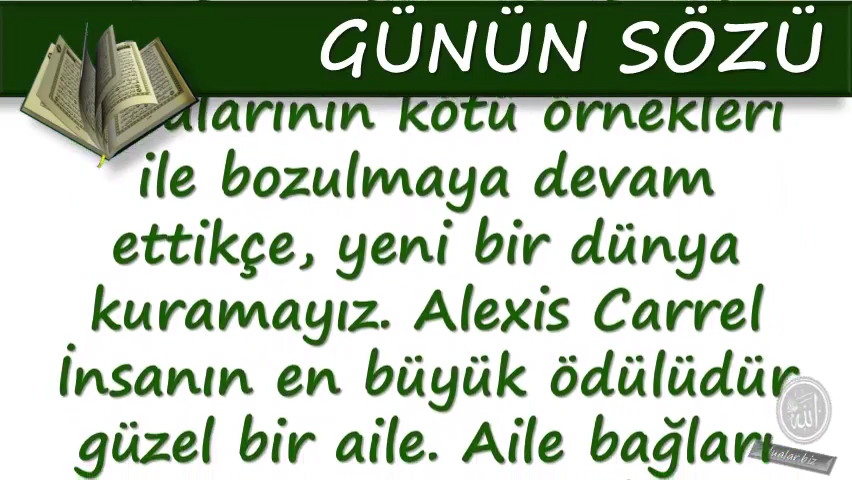 GÜNÜN SÖZÜ
kötü örnekleri
ile bozulmaya devam
ettikçe, yeni bir dünya
kuramayız. Alexis Carrel
İnsanın en büyük ödülüdür
güzel bir aile. Aile bağları